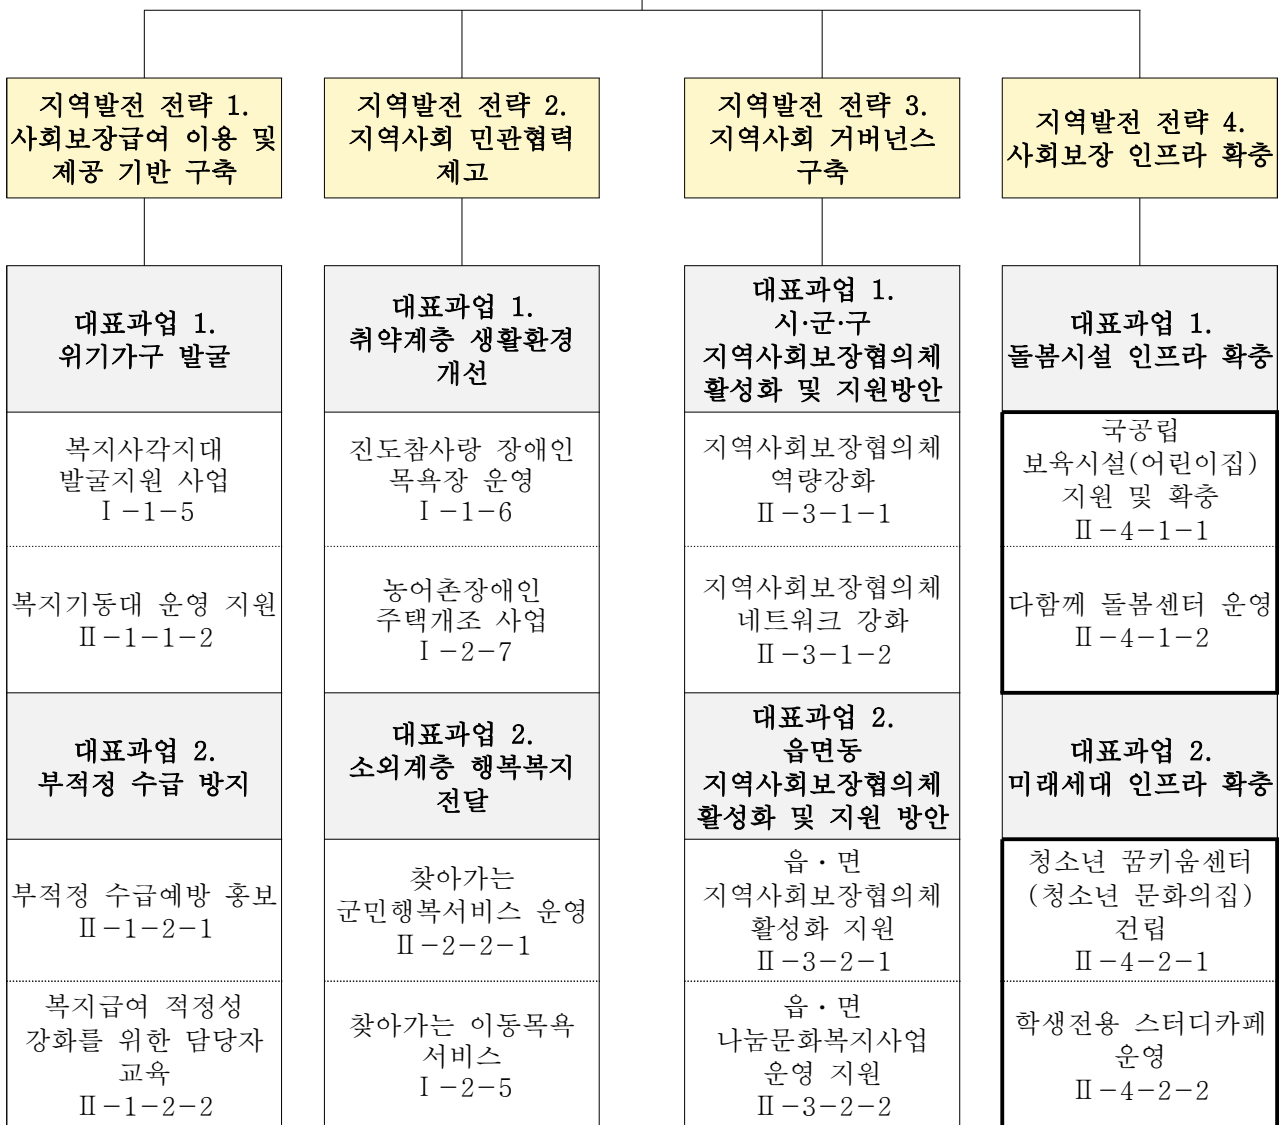 지역발전 전략 1.
사회보장급여 이용 및
제공 기반 구축
지역발전 전략 2.
지역사회 민관협력
제고
지역발전 전략 3.
지역사회 거버넌스
구축
지역발전 전략 4.
사회보장 인프라 확충
대표과업 1.
위기가구 발굴
복지사각지대
발굴지원 사업
Ⅰ-1-5
복지기동대 운영 지원
Ⅱ-1-1-2
대표과업 2.
부적정 수급 방지
부적정 수급예방 홍보
Ⅱ-1-2-1
복지급여 적정성
강화를 위한 담당자
교육
Ⅱ-1-2-2
대표과업 1.
취약계층 생활환경
개선
진도참사랑 장애인
목욕장 운영
Ⅰ-1-6
농어촌장애인
주택개조 사업
Ⅰ-2-7
대표과업 2.
소외계층 행복복지
전달
찾아가는
군민행복서비스 운영
Ⅱ-2-2-1
찾아가는 이동목욕
서비스
Ⅰ-2-5
대표과업 1.
시·군·구
지역사회보장협의체
활성화 및 지원방안
지역사회보장협의체
역량강화
Ⅱ-3-1-1
지역사회보장협의체
네트워크 강화
Ⅱ-3-1-2
대표과업 2.
읍면동
지역사회보장협의체
활성화 및 지원 방안
읍·면
지역사회보장협의체
활성화 지원
Ⅱ-3-2-1
읍·면
나눔문화복지사업
운영 지원
Ⅱ-3-2-2
대표과업 1.
돌봄시설 인프라 확충
국공립
보육시설(어린이집)
지원 및 확충
Ⅱ-4-1-1
다함께 돌봄센터 운영
Ⅱ-4-1-2
대표과업 2.
미래세대 인프라 확충
청소년 꿈키움센터
(청소년 문화의집)
건립
Ⅱ-4-2-1
학생전용 스터디카페
운영
Ⅱ-4-2-2